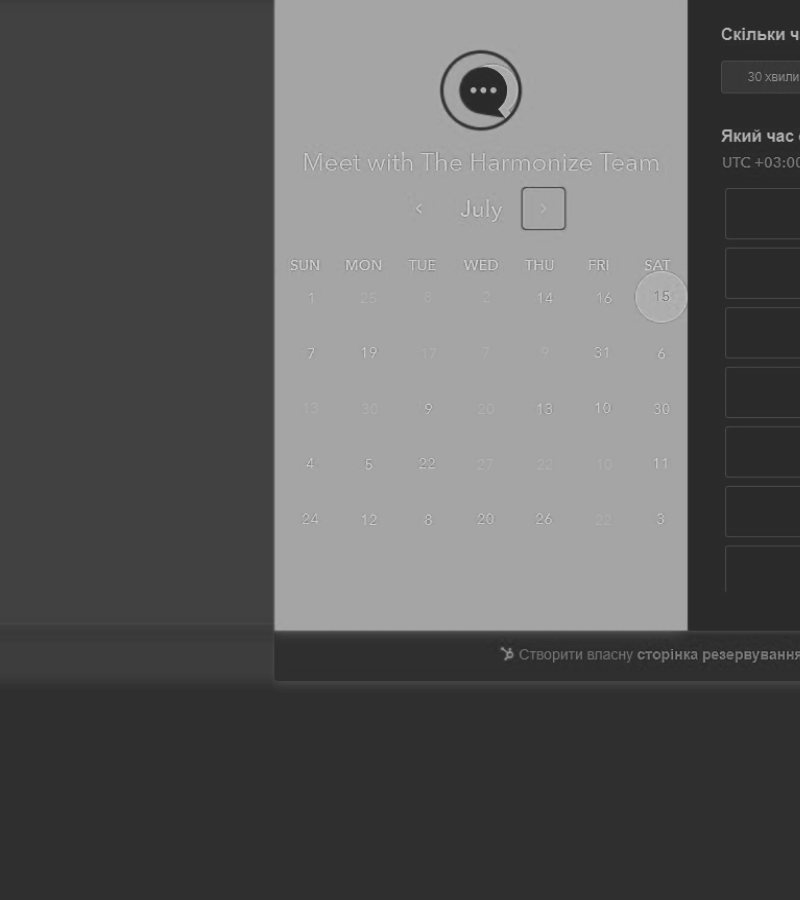 Meet with The Harmonize Team
July
SUN MON TUE WED THU FRI SAT
1 25 8 2 14 16 15
7 19 17 7 9 31 6
13 30 9 20 13 10 30
4 5 22 27 22 10 11
24 12 8 20 26 22 3
Скільки ч
30 хвили
Який час
UTC +03:00
Створити власну сторінка резервування